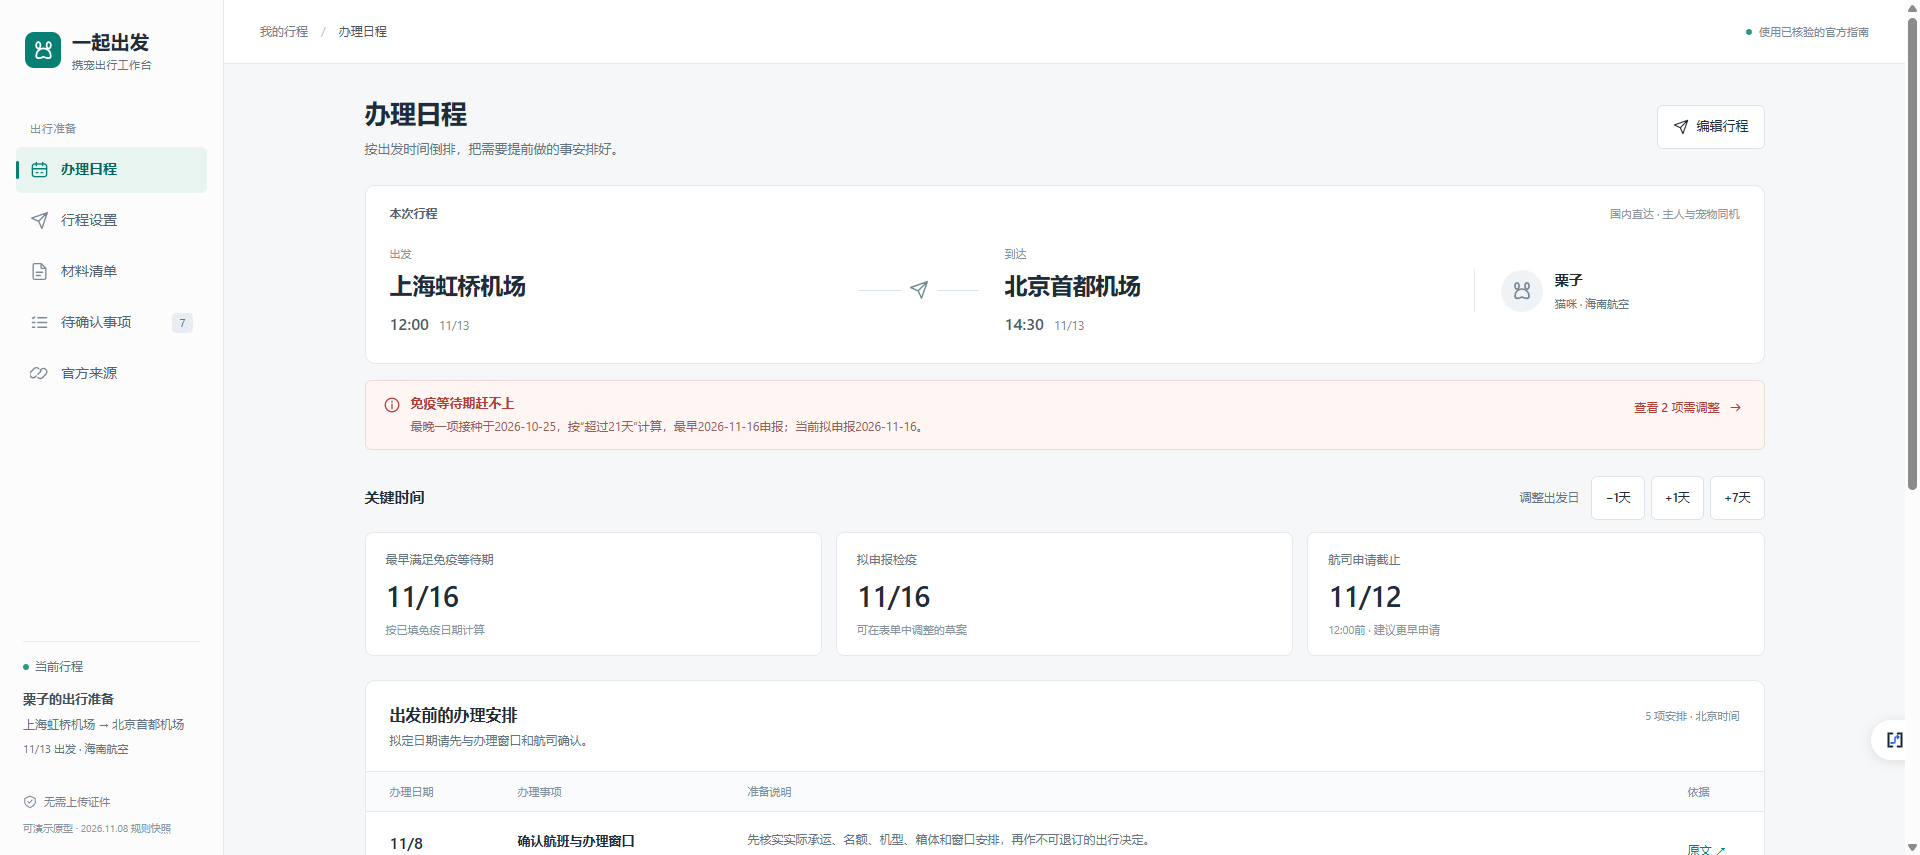 一起出发
携宠出行工作台
出行准备
办理日程
行程设置
材料清单
待确认事项 7
官方来源
当前行程
栗子的出行准备
上海虹桥机场 → 北京首都机场
11/13 出发 · 海南航空
无需上传证件
可演示原型 · 2026.11.08 规则快照
我的行程 / 办理日程
使用已核验的官方指南
办理日程
按出发时间倒排，把需要提前做的事安排好。
编辑行程
本次行程
国内直达 · 主人与宠物同机
出发
上海虹桥机场
12:00 11/13
到达
北京首都机场
14:30 11/13
栗子
猫咪 · 海南航空
免疫等待期赶不上
最晚一项接种于2026-10-25，按“超过21天”计算，最早2026-11-16申报；当前拟申报2026-11-16。
查看 2 项需调整 →
关键时间
调整出发日 −1天 +1天 +7天
最早满足免疫等待期
11/16
按已填免疫日期计算
拟申报检疫
11/16
可在表单中调整的草案
航司申请截止
11/12
12:00前 · 建议更早申请
出发前的办理安排
拟定日期请先与办理窗口和航司确认。
5 项安排 · 北京时间
办理日期 办理事项 准备说明 依据
11/8 确认航班与办理窗口 先核实实际承运、名额、机型、箱体和窗口安排，再作不可退订的出行决定。 原文 ↗